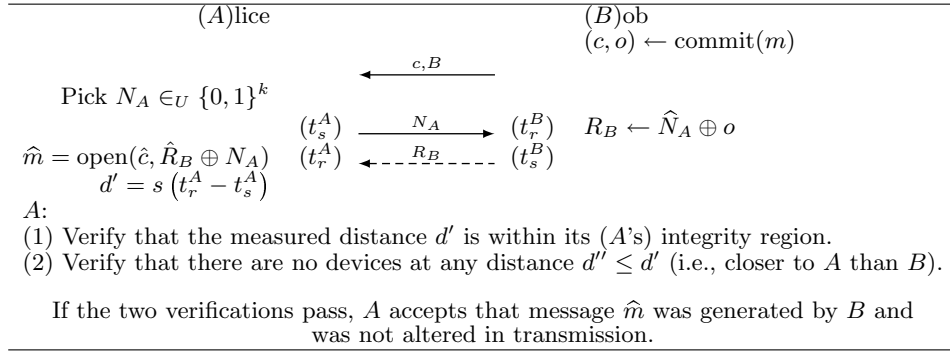 (A)lice (B)ob
(c, o) ← commit(m)
c,B
Pick N_A ∈_U {0, 1}^k
(t_s^A) N_A (t_r^B) R_B ← N̂_A ⊕ o
m̂ = open(ĉ, R̂_B ⊕ N_A) (t_r^A) R_B (t_s^B)
d′ = s (t_r^A − t_s^A)
A:
(1) Verify that the measured distance d′ is within its (A's) integrity region.
(2) Verify that there are no devices at any distance d′′ ≤ d′ (i.e., closer to A than B).
If the two verifications pass, A accepts that message m̂ was generated by B and
was not altered in transmission.